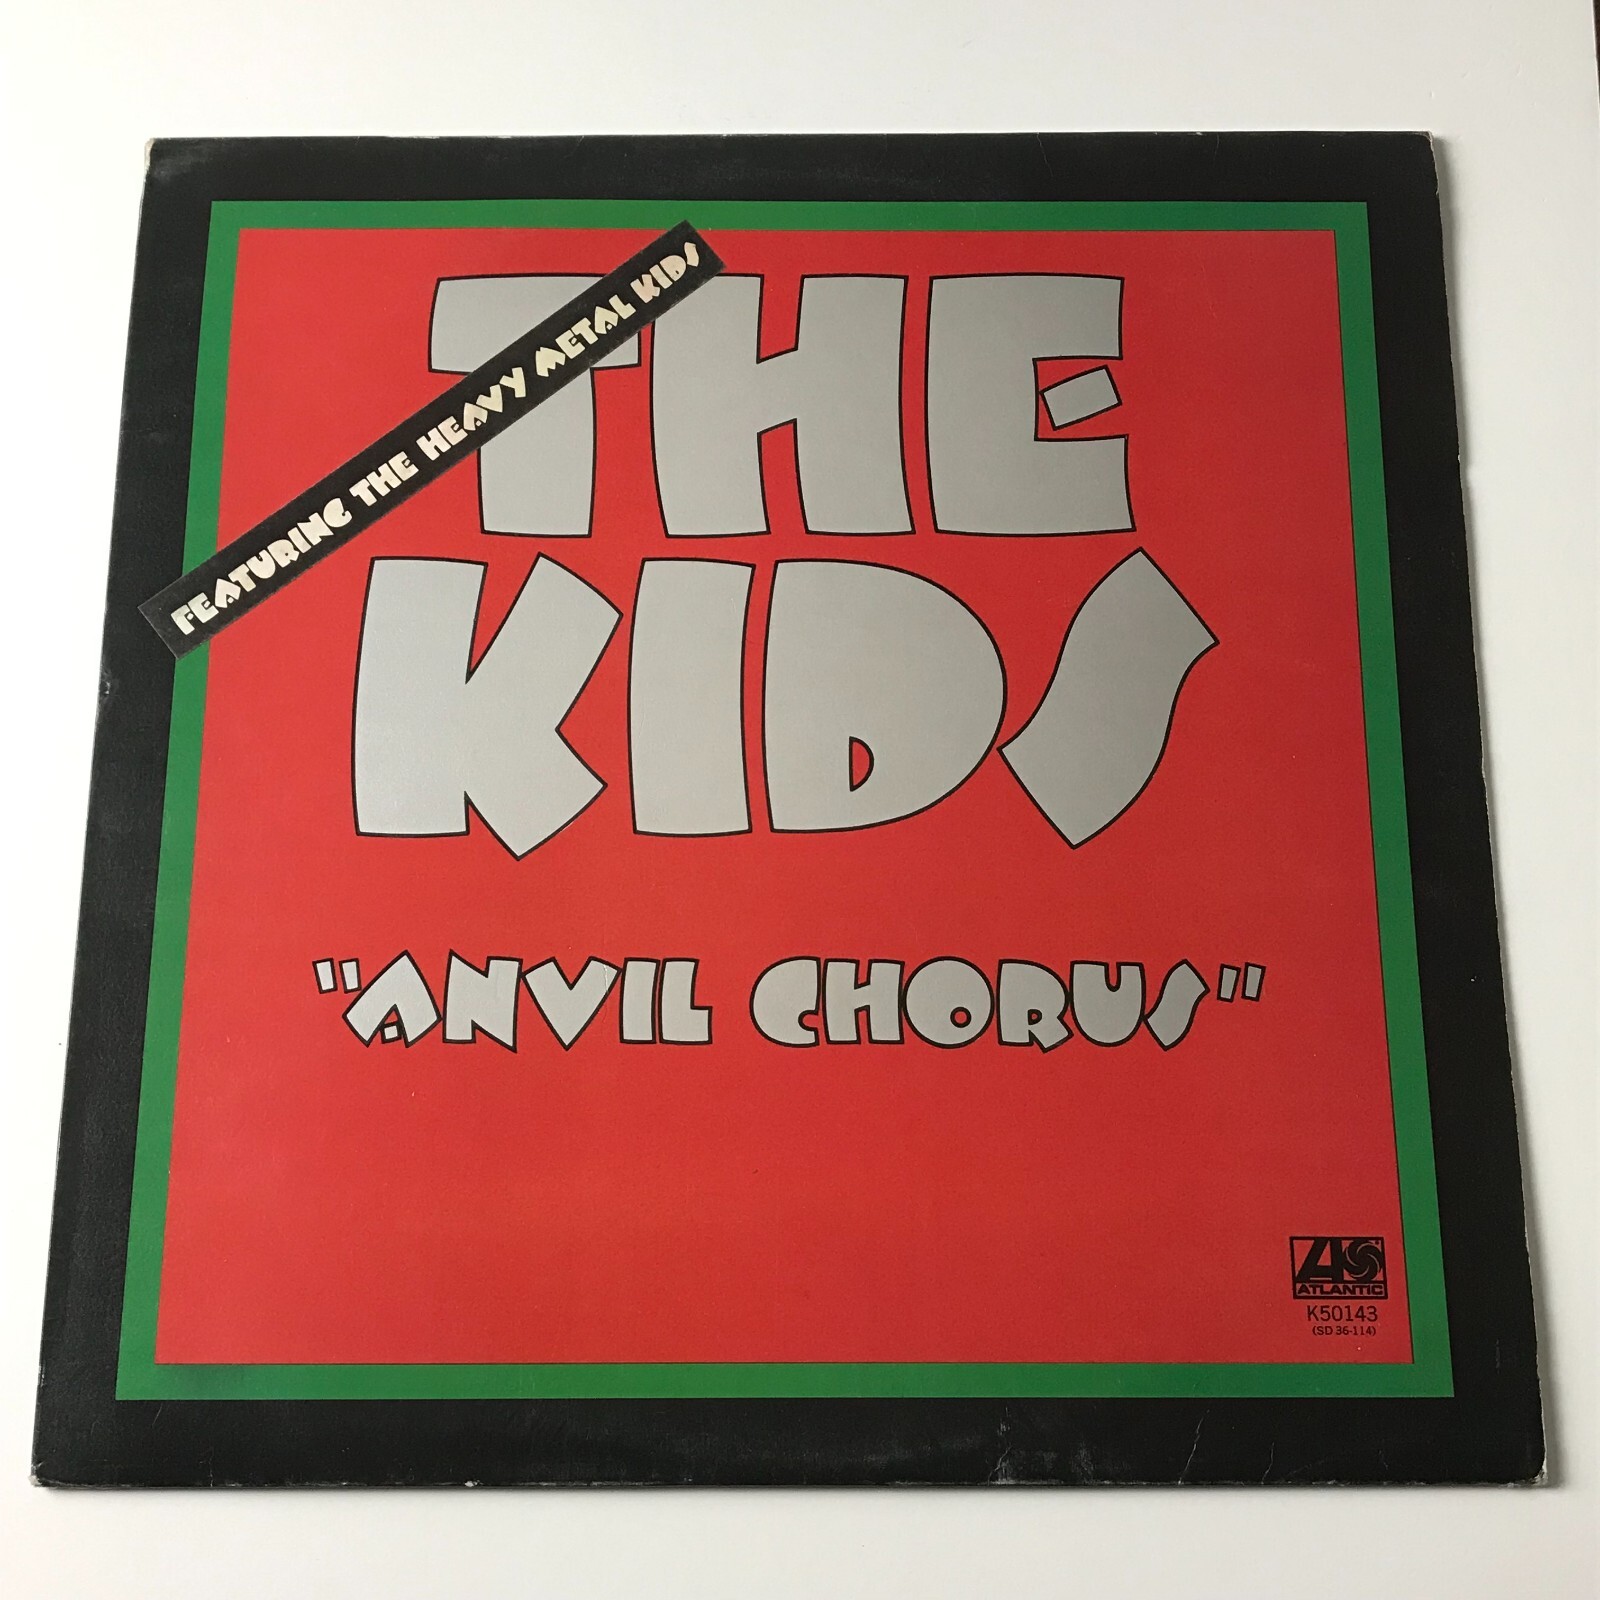 FEATURING THE HEAVY METAL KIDS
THE
KIDS
"ANVIL CHORUS"
ATLANTIC
K50143
(SD 36-114)